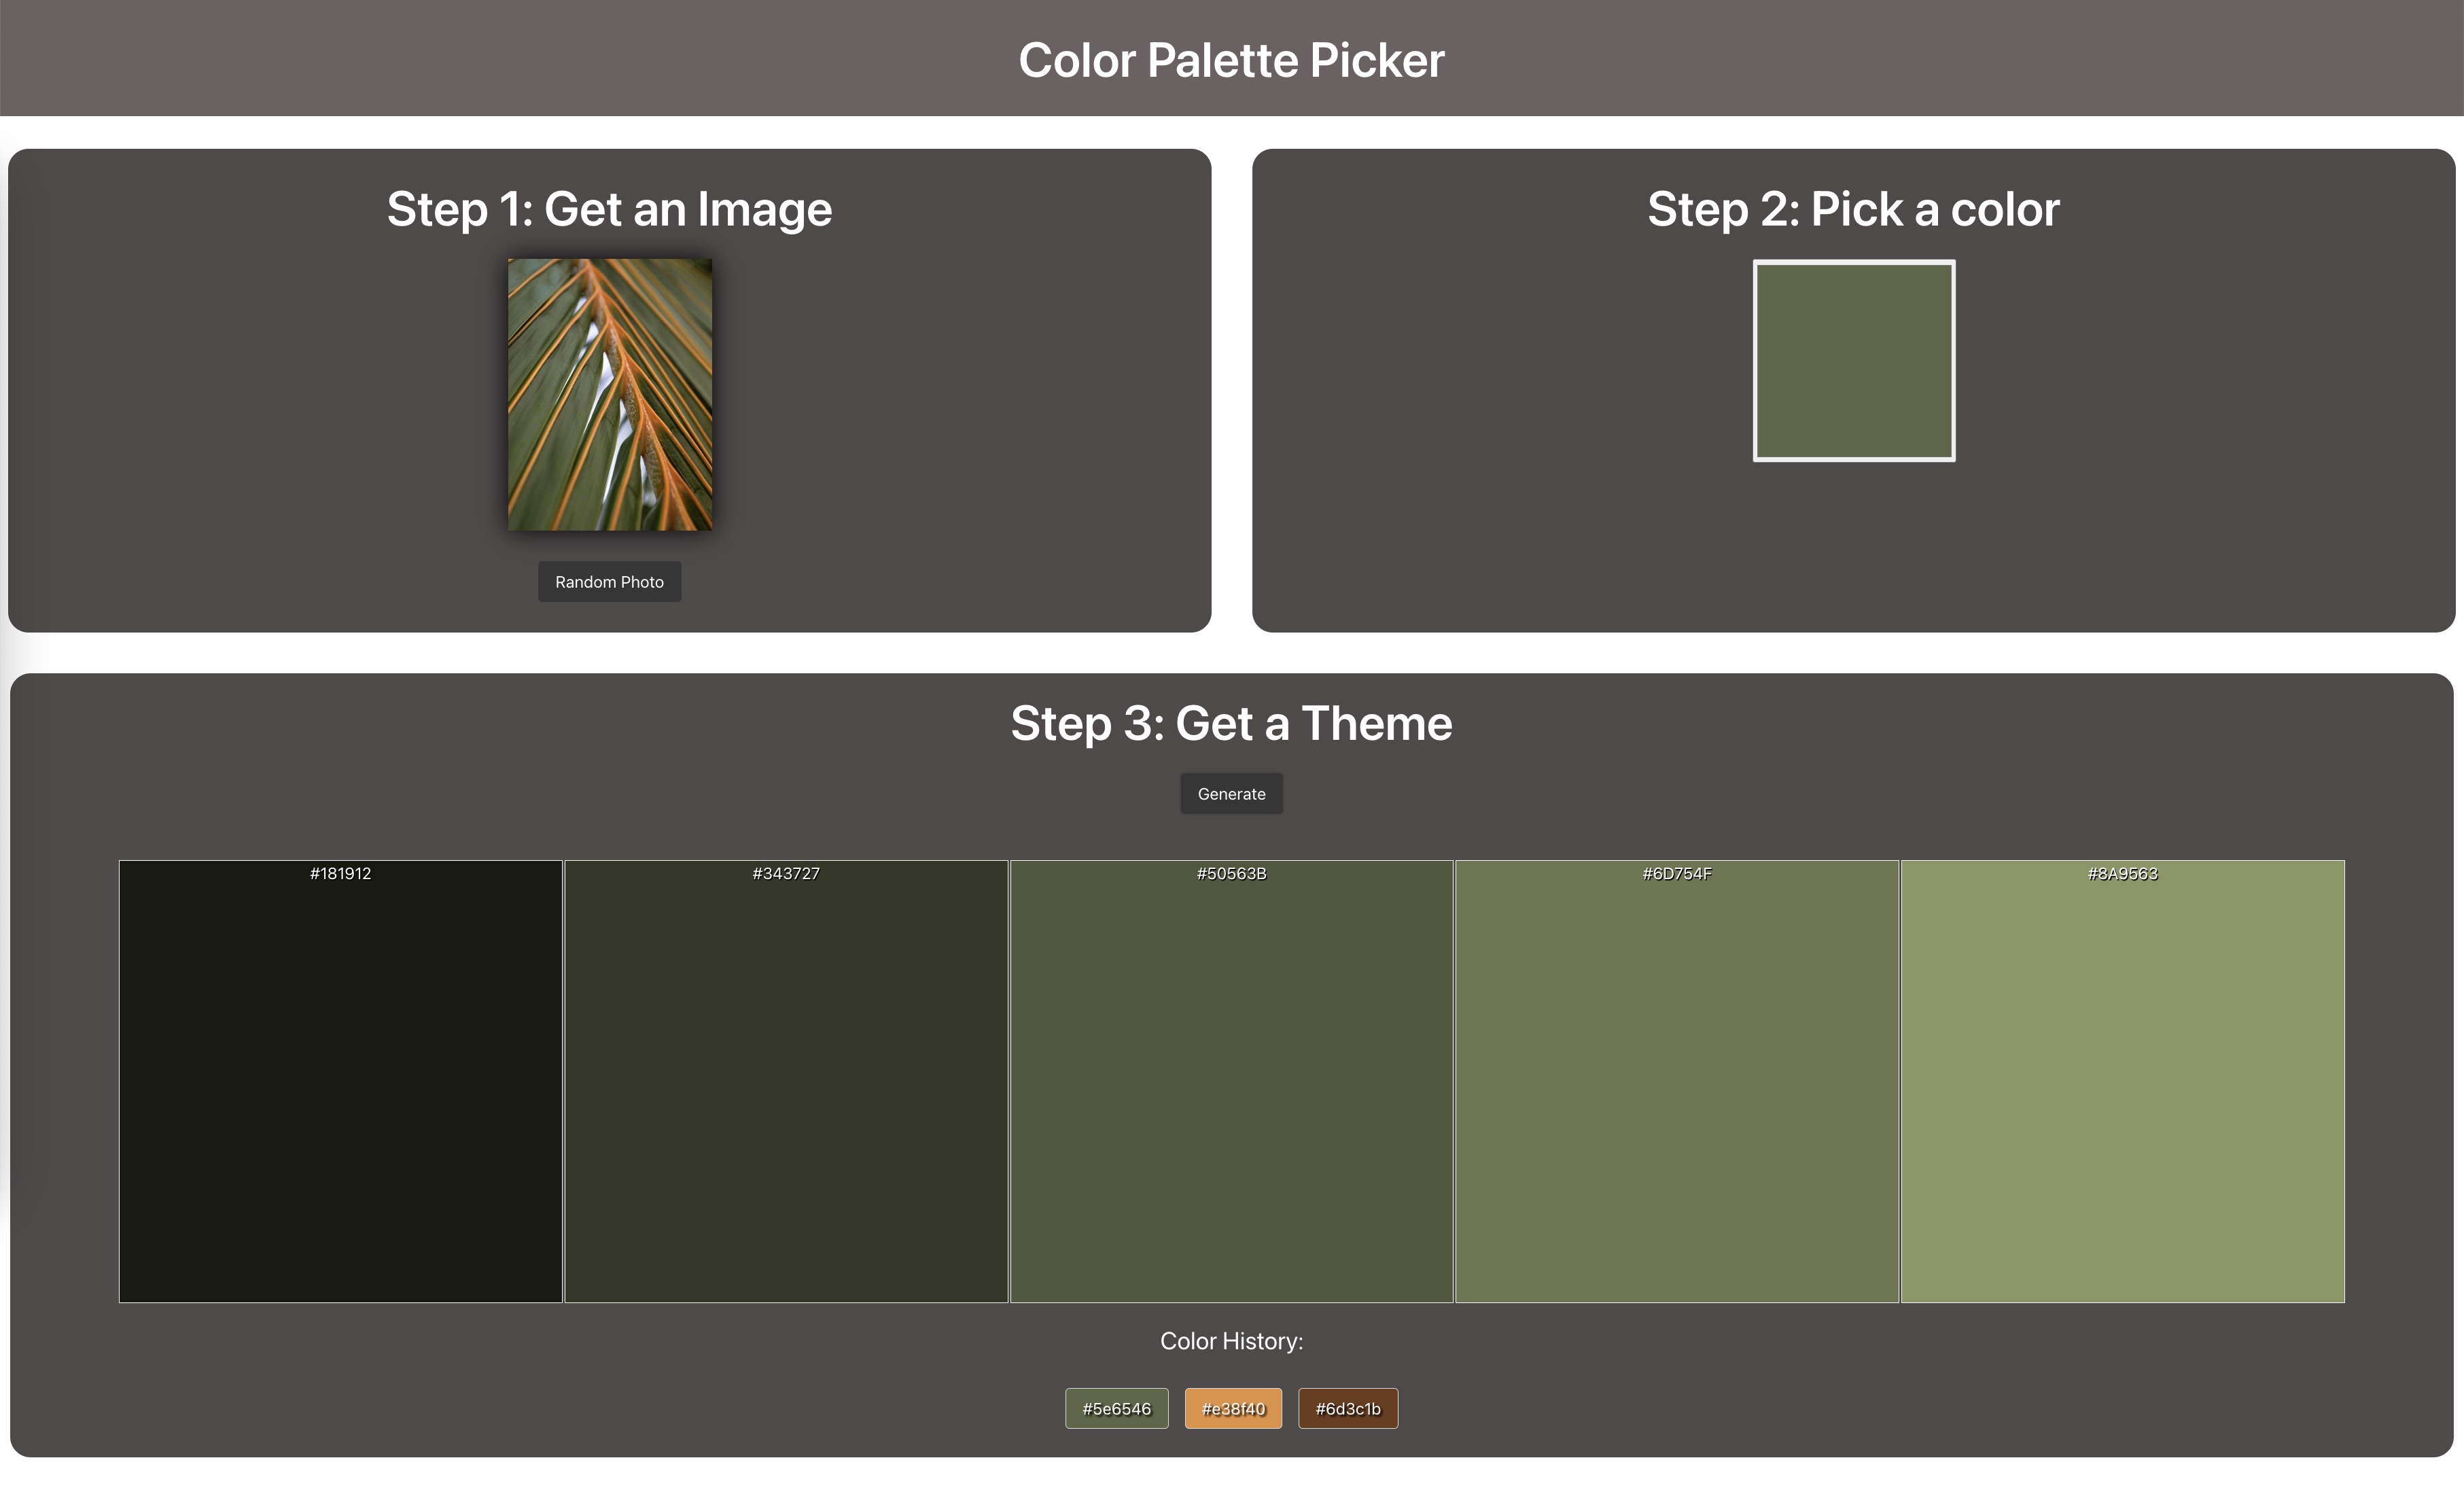 Color Palette Picker
Step 1: Get an Image
Random Photo
Step 2: Pick a color
Step 3: Get a Theme
Generate
#181912
#343727
#50563B
#6D754F
#8A9563
Color History:
#5e6546
#e38f40
#6d3c1b